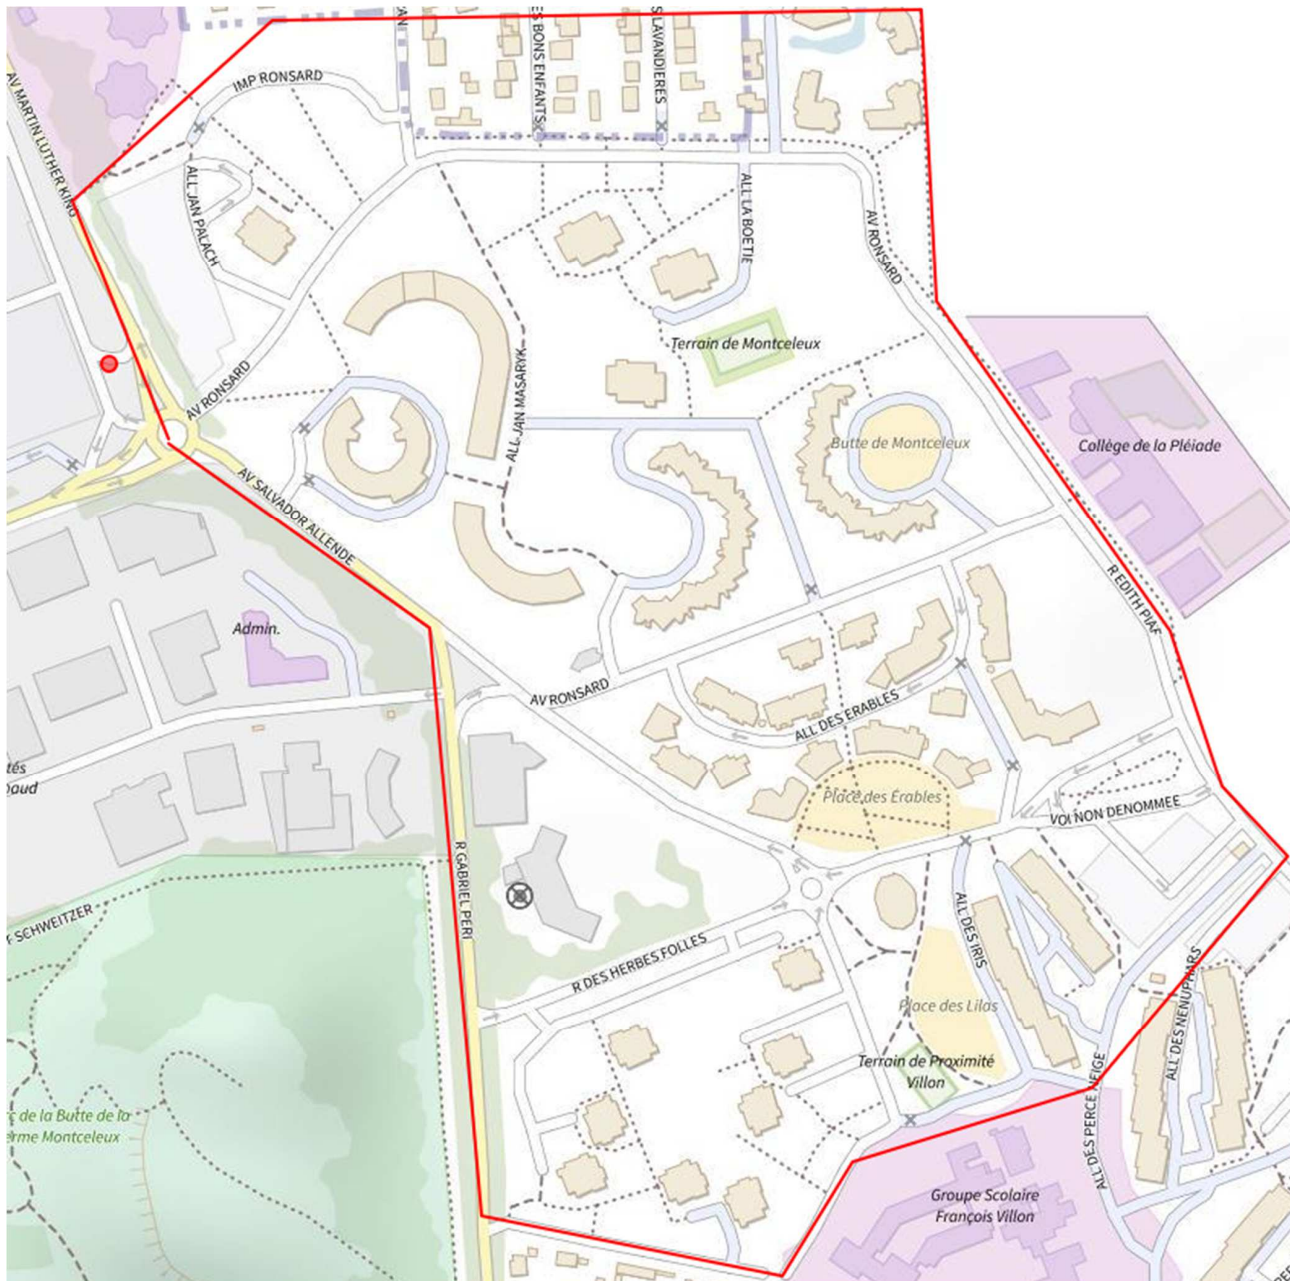 ANI
ES BONS ENFANTS
S LAVANDIERES
IMP RONSARD
AV MARTIN LUTHER KING
ALL JAN PALACH
ALL LA BOETIE
AV RONSARD
Terrain de Montceleux
ALL JAN MASARYK
AV RONSARD
Butte de Montceleux
Collège de la Pléiade
AV SALVADOR ALLENDE
R EDITH PIAF
Admin.
AV RONSARD
ALL DES ERABLES
tés
baud
Place des Érables
VOI NON DENOMMEE
R GABRIEL PERI
F SCHWEITZER
ALL DES IRIS
R DES HERBES FOLLES
Place des Lilas
ALL DES NENUPHARS
Terrain de Proximité
Villon
c de la Butte de la
erme Montceleux
ALL DES PERCE NEIGE
Groupe Scolaire
François Villon